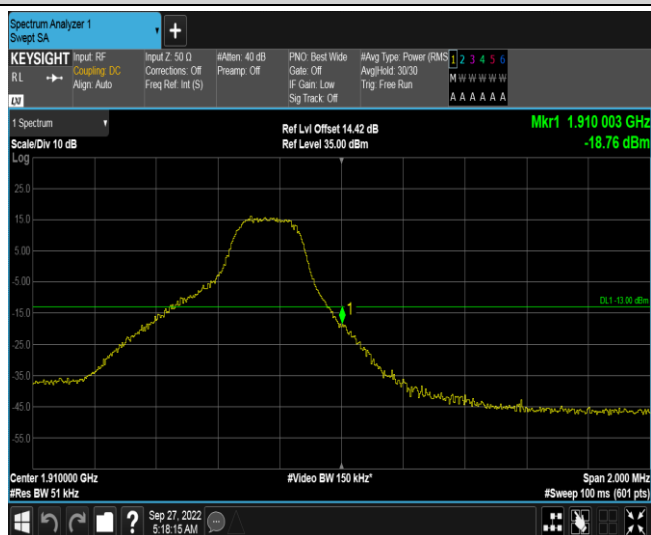 Spectrum Analyzer 1
Swept SA
+
KEYSIGHT
RL
Input: RF
Coupling: DC
Align: Auto
Input Z: 50 Ω
Corrections: Off
Freq Ref: Int (S)
#Atten: 40 dB
Preamp: Off
PNO: Best Wide
Gate: Off
IF Gain: Low
Sig Track: Off
#Avg Type: Power (RMS
Avg|Hold: 30/30
Trig: Free Run
1 2 3 4 5 6
M W W W W W
A A A A A A
LXI
1 Spectrum
Scale/Div 10 dB
Ref Lvl Offset 14.42 dB
Ref Level 35.00 dBm
Mkr1 1.910 003 GHz
-18.76 dBm
Log
25.0
15.0
5.00
-5.00
-15.0
-25.0
-35.0
-45.0
-55.0
DL1 -13.00 dBm
1
Center 1.910000 GHz
#Res BW 51 kHz
#Video BW 150 kHz*
Span 2.000 MHz
#Sweep 100 ms (601 pts)
?
Sep 27, 2022
5:18:15 AM